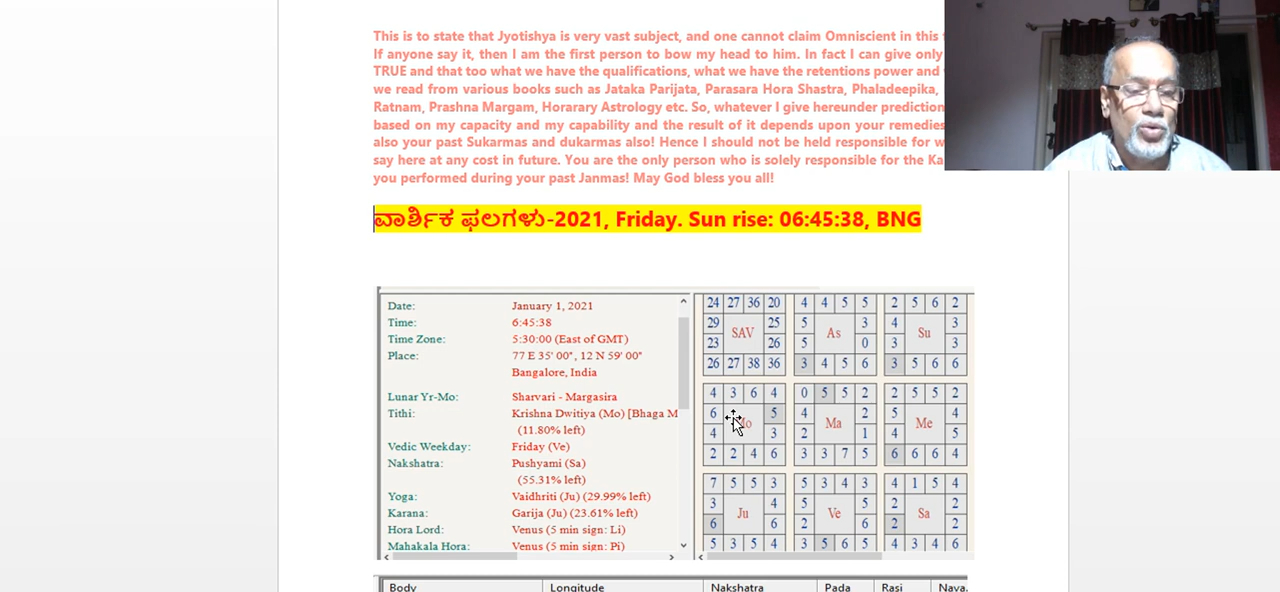 This is to state that Jyotishya is very vast subject, and one cannot claim Omniscient in this
If anyone say it, then I am the first person to bow my head to him. In fact I can give only
TRUE and that too what we have the qualifications, what we have the retentions power and
we read from various books such as Jataka Parijata, Parasara Hora Shastra, Phaladeepika,
Ratnam, Prashna Margam, Horarary Astrology etc. So, whatever I give hereunder prediction
based on my capacity and my capability and the result of it depends upon your remedies
also your past Sukarmas and dukarmas also! Hence I should not be held responsible for w
say here at any cost in future. You are the only person who is solely responsible for the Ka
you performed during your past Janmas! May God bless you all!
ವಾರ್ಶಿಕ ಫಲಗಳು-2021, Friday. Sun rise: 06:45:38, BNG
Date: January 1, 2021
Time: 6:45:38
Time Zone: 5:30:00 (East of GMT)
Place: 77 E 35' 00", 12 N 59' 00"
Bangalore, India
Lunar Yr-Mo: Sharvari - Margasira
Tithi: Krishna Dwitiya (Mo) [Bhaga M
(11.80% left)
Vedic Weekday: Friday (Ve)
Nakshatra: Pushyami (Sa)
(55.31% left)
Yoga: Vaidhriti (Ju) (29.99% left)
Karana: Garija (Ju) (23.61% left)
Hora Lord: Venus (5 min sign: Li)
Mahakala Hora: Venus (5 min sign: Pi)
24 27 36 20 4 4 5 5 2 5 6 2
29 SAV 25 5 As 3 4 Su 3
23 26 5 0 3 3
26 27 38 36 3 4 5 6 3 5 6 6
4 3 6 4 0 5 5 2 2 5 5 2
6 5 4 Ma 2 5 Me 4
4 3 2 1 4 5
2 2 4 6 3 3 7 5 6 6 6 4
7 5 5 3 5 3 4 3 4 1 5 4
3 Ju 4 5 Ve 5 2 Sa 2
6 6 2 6 2 2
5 3 5 4 3 5 6 5 4 3 4 6
Body Longitude Nakshatra Pada Rasi Nava